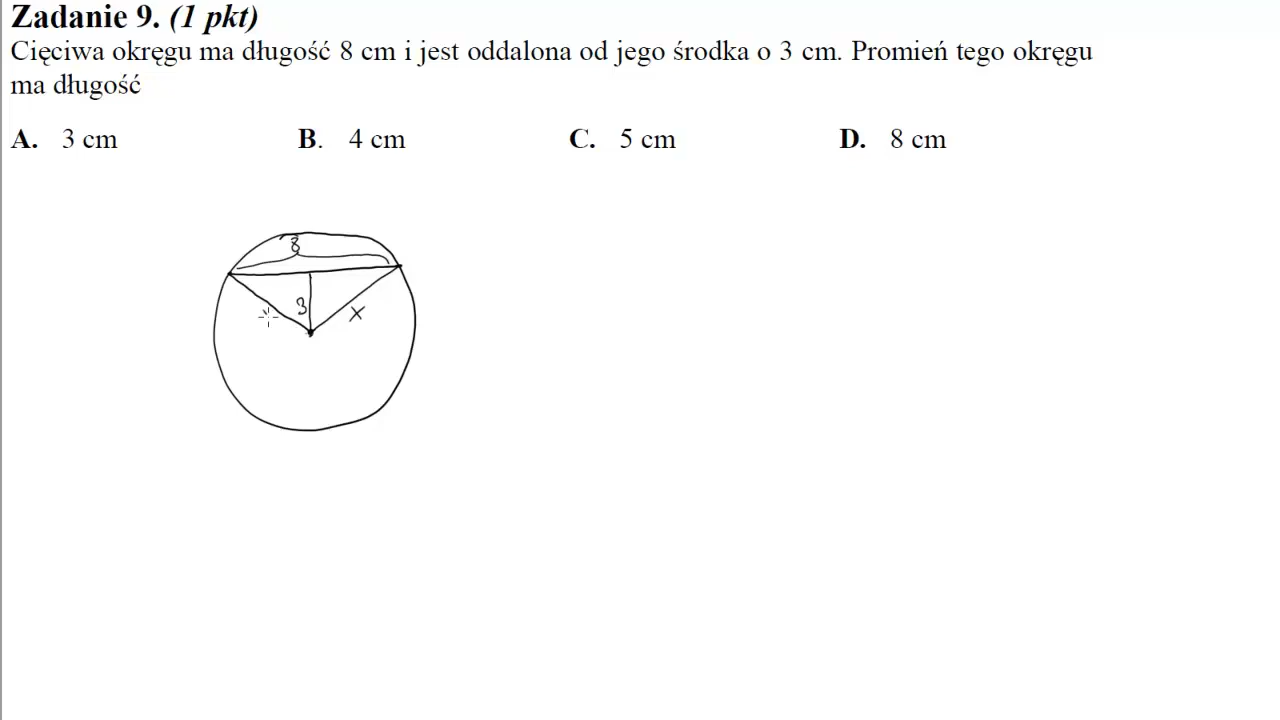 Zadanie 9. (1 pkt)
Cięciwa okręgu ma długość 8 cm i jest oddalona od jego środka o 3 cm. Promień tego okręgu
ma długość
A. 3 cm B. 4 cm C. 5 cm D. 8 cm
8
3 x